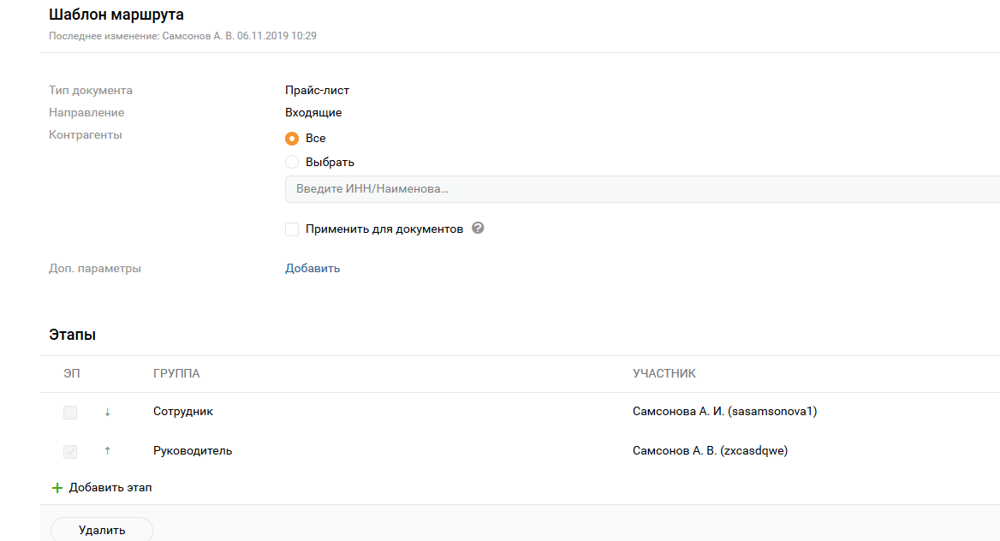 Шаблон маршрута
Последнее изменение: Самсонов А. В. 06.11.2019 10:29
Тип документа Прайс-лист
Направление Входящие
Контрагенты Все
Выбрать
Введите ИНН/Наименова...
Применить для документов ?
Доп. параметры Добавить
Этапы
ЭП ГРУППА УЧАСТНИК
↓ Сотрудник Самсонова А. И. (sasamsonova1)
↑ Руководитель Самсонов А. В. (zxcasdqwe)
+ Добавить этап
Удалить